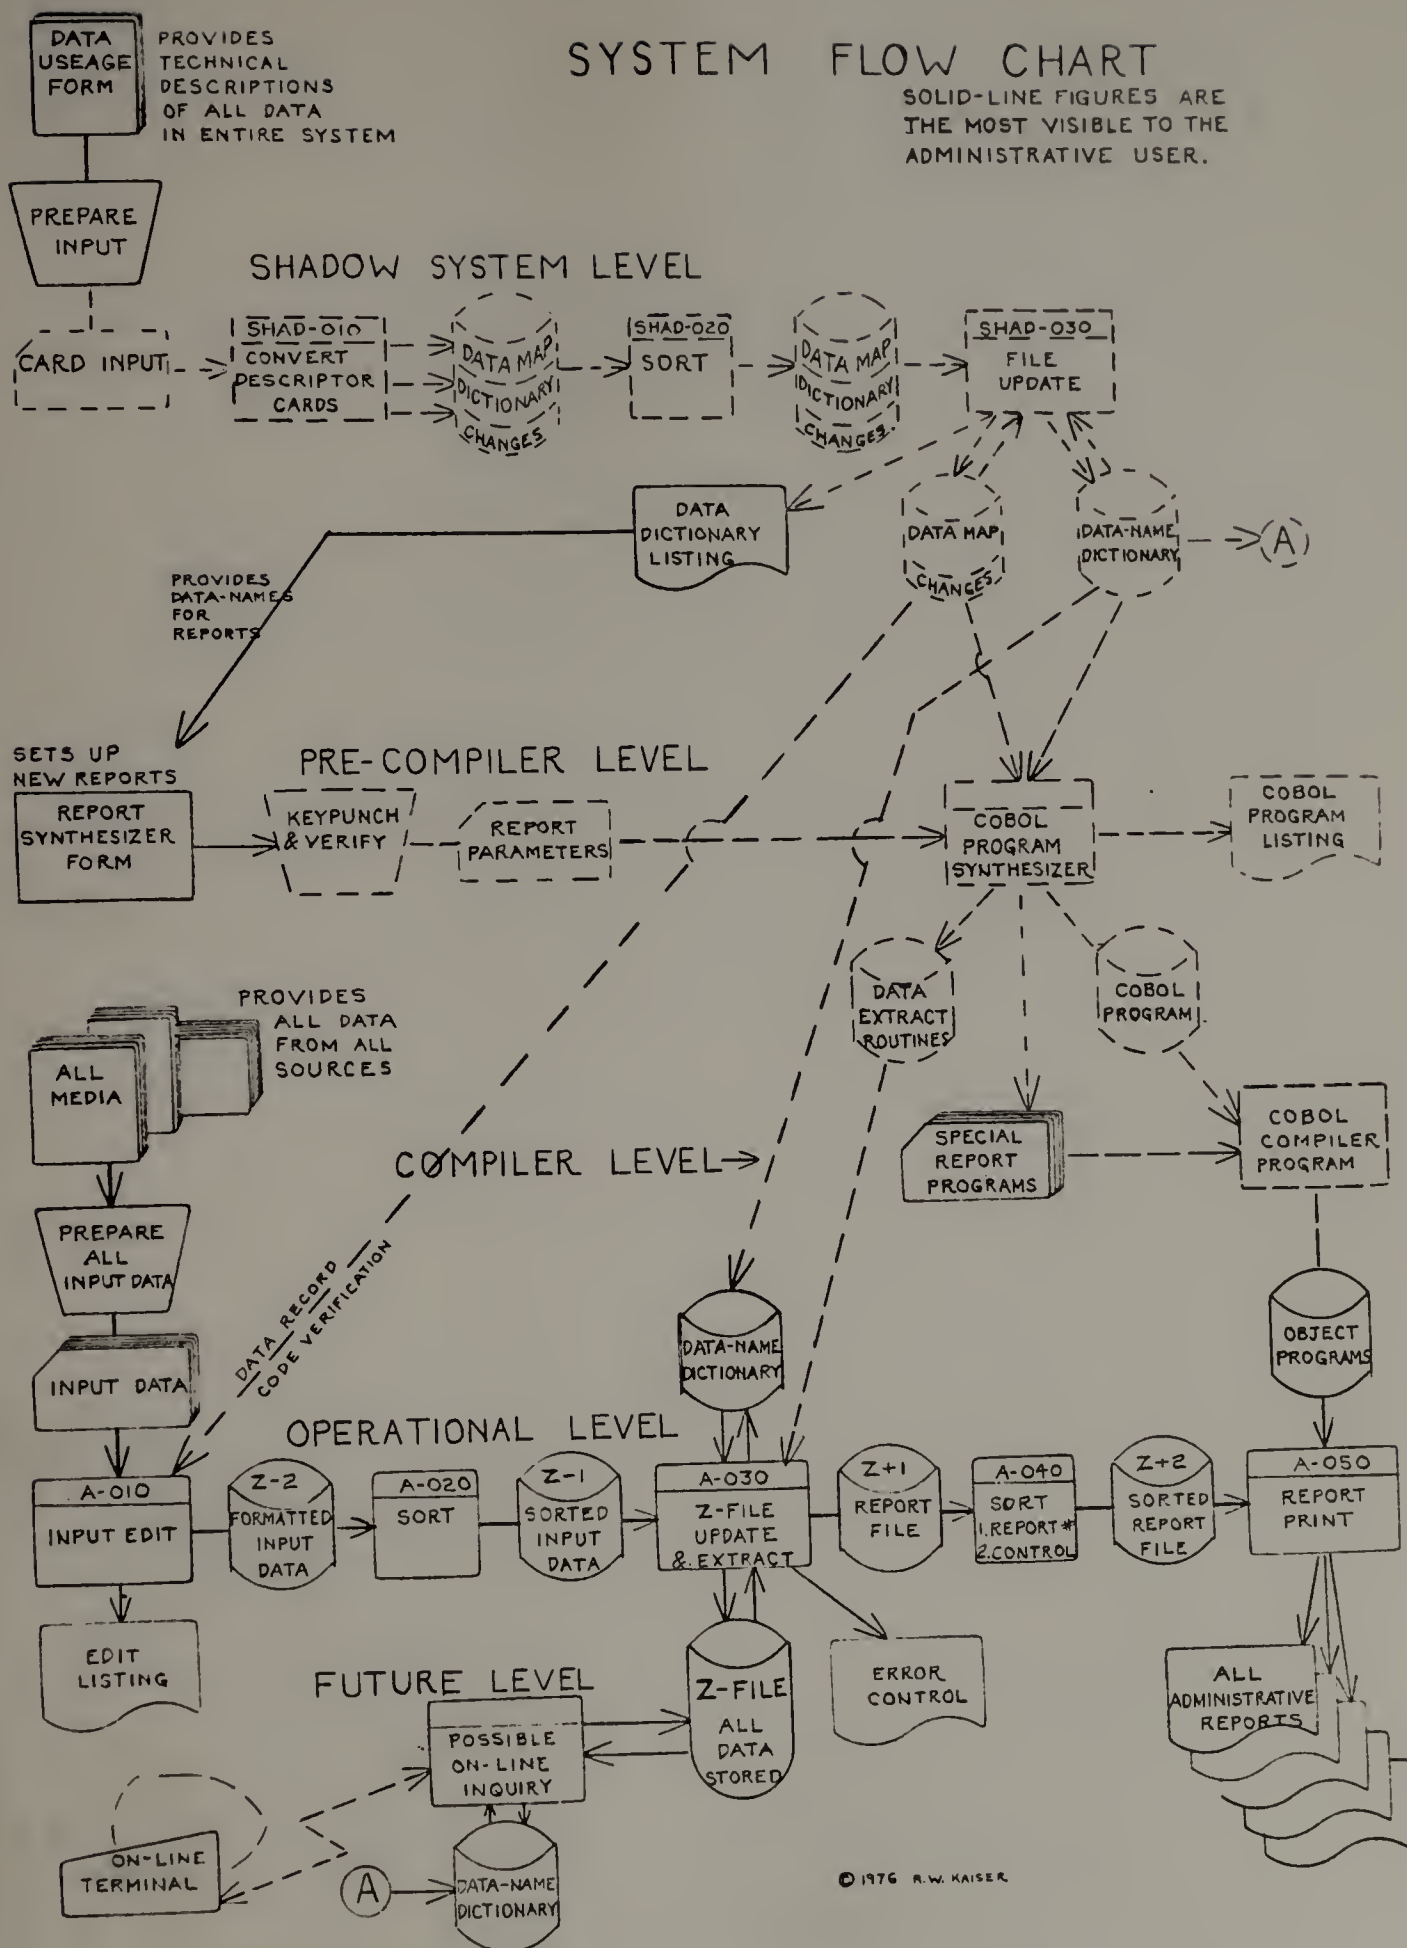 SYSTEM FLOW CHART
SOLID-LINE FIGURES ARE
THE MOST VISIBLE TO THE
ADMINISTRATIVE USER.
DATA
USEAGE
FORM
PROVIDES
TECHNICAL
DESCRIPTIONS
OF ALL DATA
IN ENTIRE SYSTEM
PREPARE
INPUT
SHADOW SYSTEM LEVEL
CARD INPUT
SHAD-010
CONVERT
DESCRIPTOR
CARDS
DATA MAP
DICTIONARY
CHANGES
SHAD-020
SORT
DATA MAP
DICTIONARY
CHANGES
SHAD-030
FILE
UPDATE
DATA
DICTIONARY
LISTING
DATA MAP
CHANGES
DATA-NAME
DICTIONARY
A
PROVIDES
DATA-NAMES
FOR
REPORTS
SETS UP
NEW REPORTS
PRE-COMPILER LEVEL
REPORT
SYNTHESIZER
FORM
KEYPUNCH
& VERIFY
REPORT
PARAMETERS
COBOL
PROGRAM
SYNTHESIZER
COBOL
PROGRAM
LISTING
DATA
EXTRACT
ROUTINES
COBOL
PROGRAM
PROVIDES
ALL DATA
FROM ALL
SOURCES
ALL
MEDIA
COMPILER LEVEL
SPECIAL
REPORT
PROGRAMS
COBOL
COMPILER
PROGRAM
PREPARE
ALL
INPUT DATA
DATA RECORD
CODE VERIFICATION
INPUT DATA
DATA-NAME
DICTIONARY
OBJECT
PROGRAMS
OPERATIONAL LEVEL
A-010
INPUT EDIT
Z-2
FORMATTED
INPUT
DATA
A-020
SORT
Z-1
SORTED
INPUT
DATA
A-030
Z-FILE
UPDATE
& EXTRACT
Z+1
REPORT
FILE
A-040
SORT
1.REPORT#
2.CONTROL
Z+2
SORTED
REPORT
FILE
A-050
REPORT
PRINT
EDIT
LISTING
FUTURE LEVEL
Z-FILE
ALL
DATA
STORED
ERROR
CONTROL
ALL
ADMINISTRATIVE
REPORTS
POSSIBLE
ON-LINE
INQUIRY
ON-LINE
TERMINAL
A
DATA-NAME
DICTIONARY
© 1976 R.W. KAISER